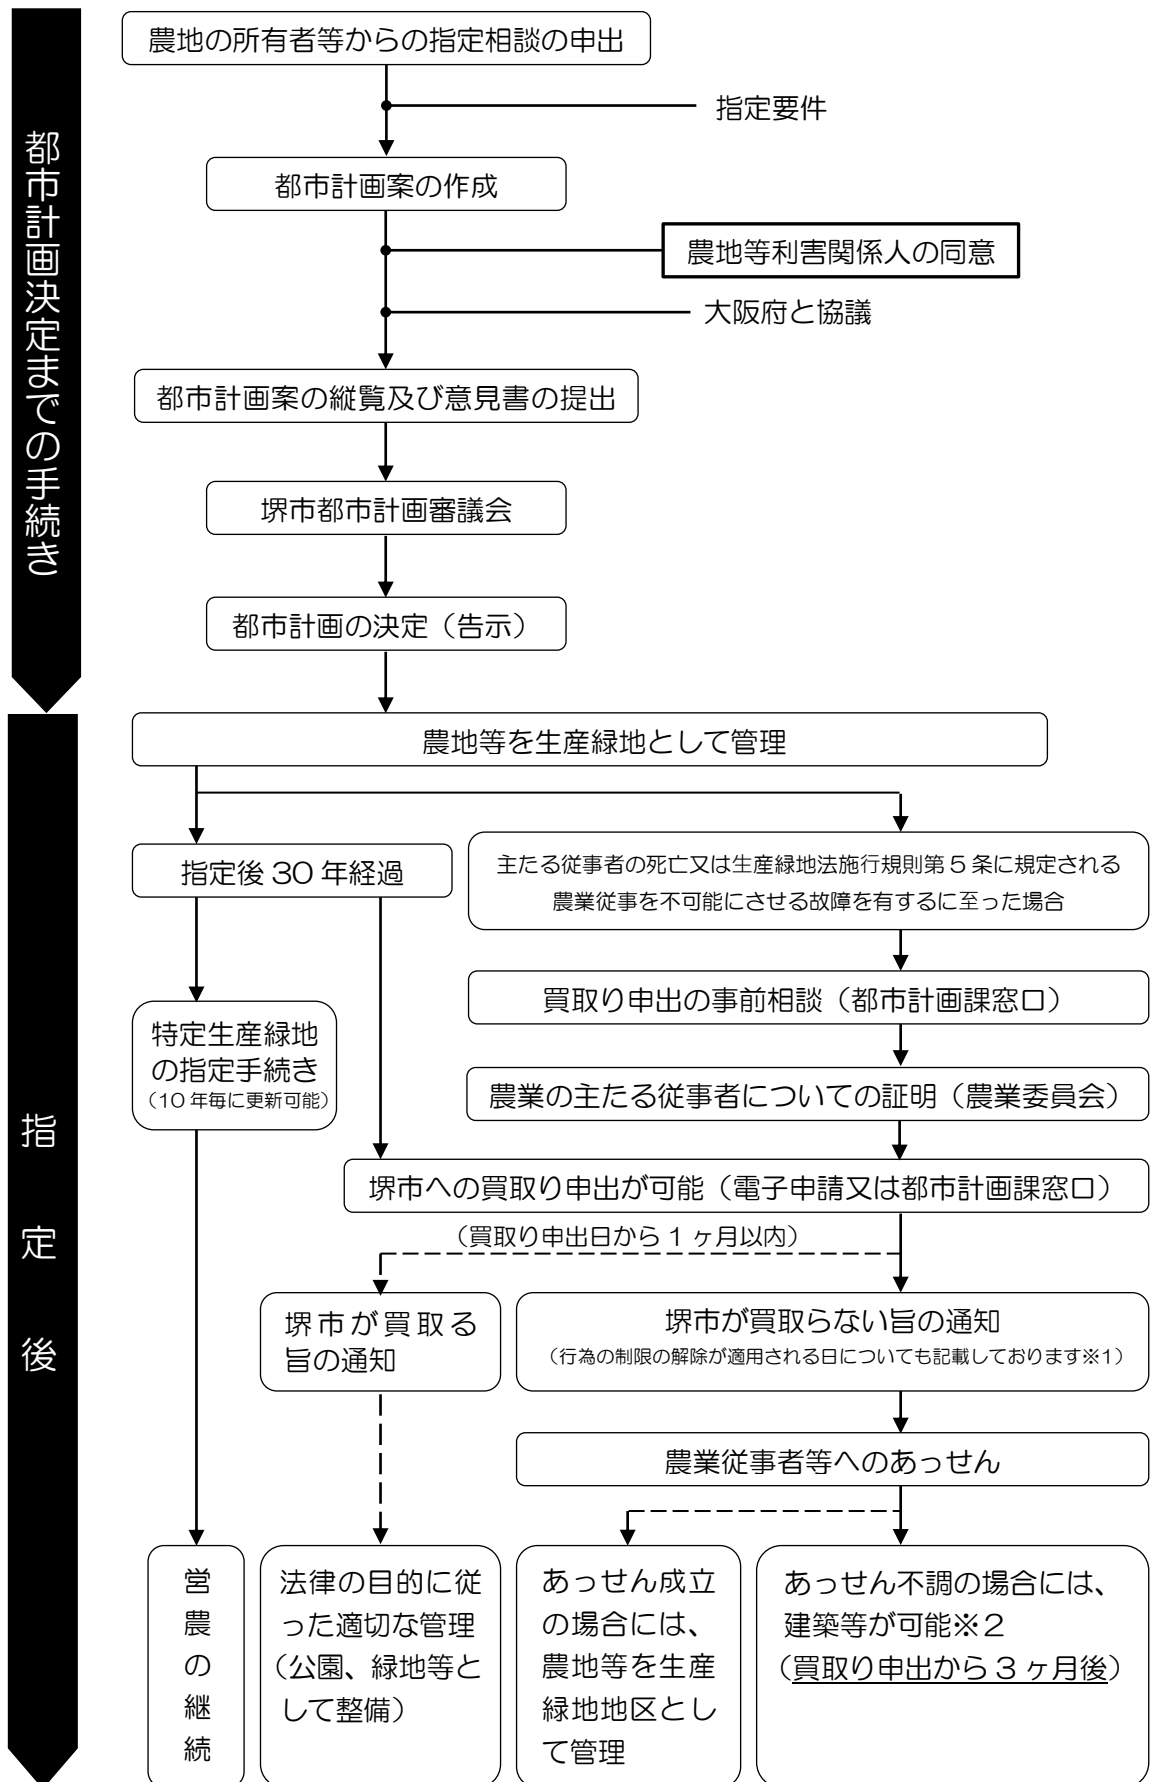 都市計画決定までの手続き
農地の所有者等からの指定相談の申出
指定要件
都市計画案の作成
農地等利害関係人の同意
大阪府と協議
都市計画案の縦覧及び意見書の提出
堺市都市計画審議会
都市計画の決定（告示）
指定後
農地等を生産緑地として管理
指定後30年経過
主たる従事者の死亡又は生産緑地法施行規則第5条に規定される
農業従事を不可能にさせる故障を有するに至った場合
買取り申出の事前相談（都市計画課窓口）
特定生産緑地
の指定手続き
（10年毎に更新可能）
農業の主たる従事者についての証明（農業委員会）
堺市への買取り申出が可能（電子申請又は都市計画課窓口）
（買取り申出日から1ヶ月以内）
堺市が買取る
旨の通知
堺市が買取らない旨の通知
（行為の制限の解除が適用される日についても記載しております※1）
農業従事者等へのあっせん
営農の継続
法律の目的に従
った適切な管理
（公園、緑地等と
して整備）
あっせん成立
の場合には、
農地等を生産
緑地地区とし
て管理
あっせん不調の場合には、
建築等が可能※2
（買取り申出から3ヶ月後）